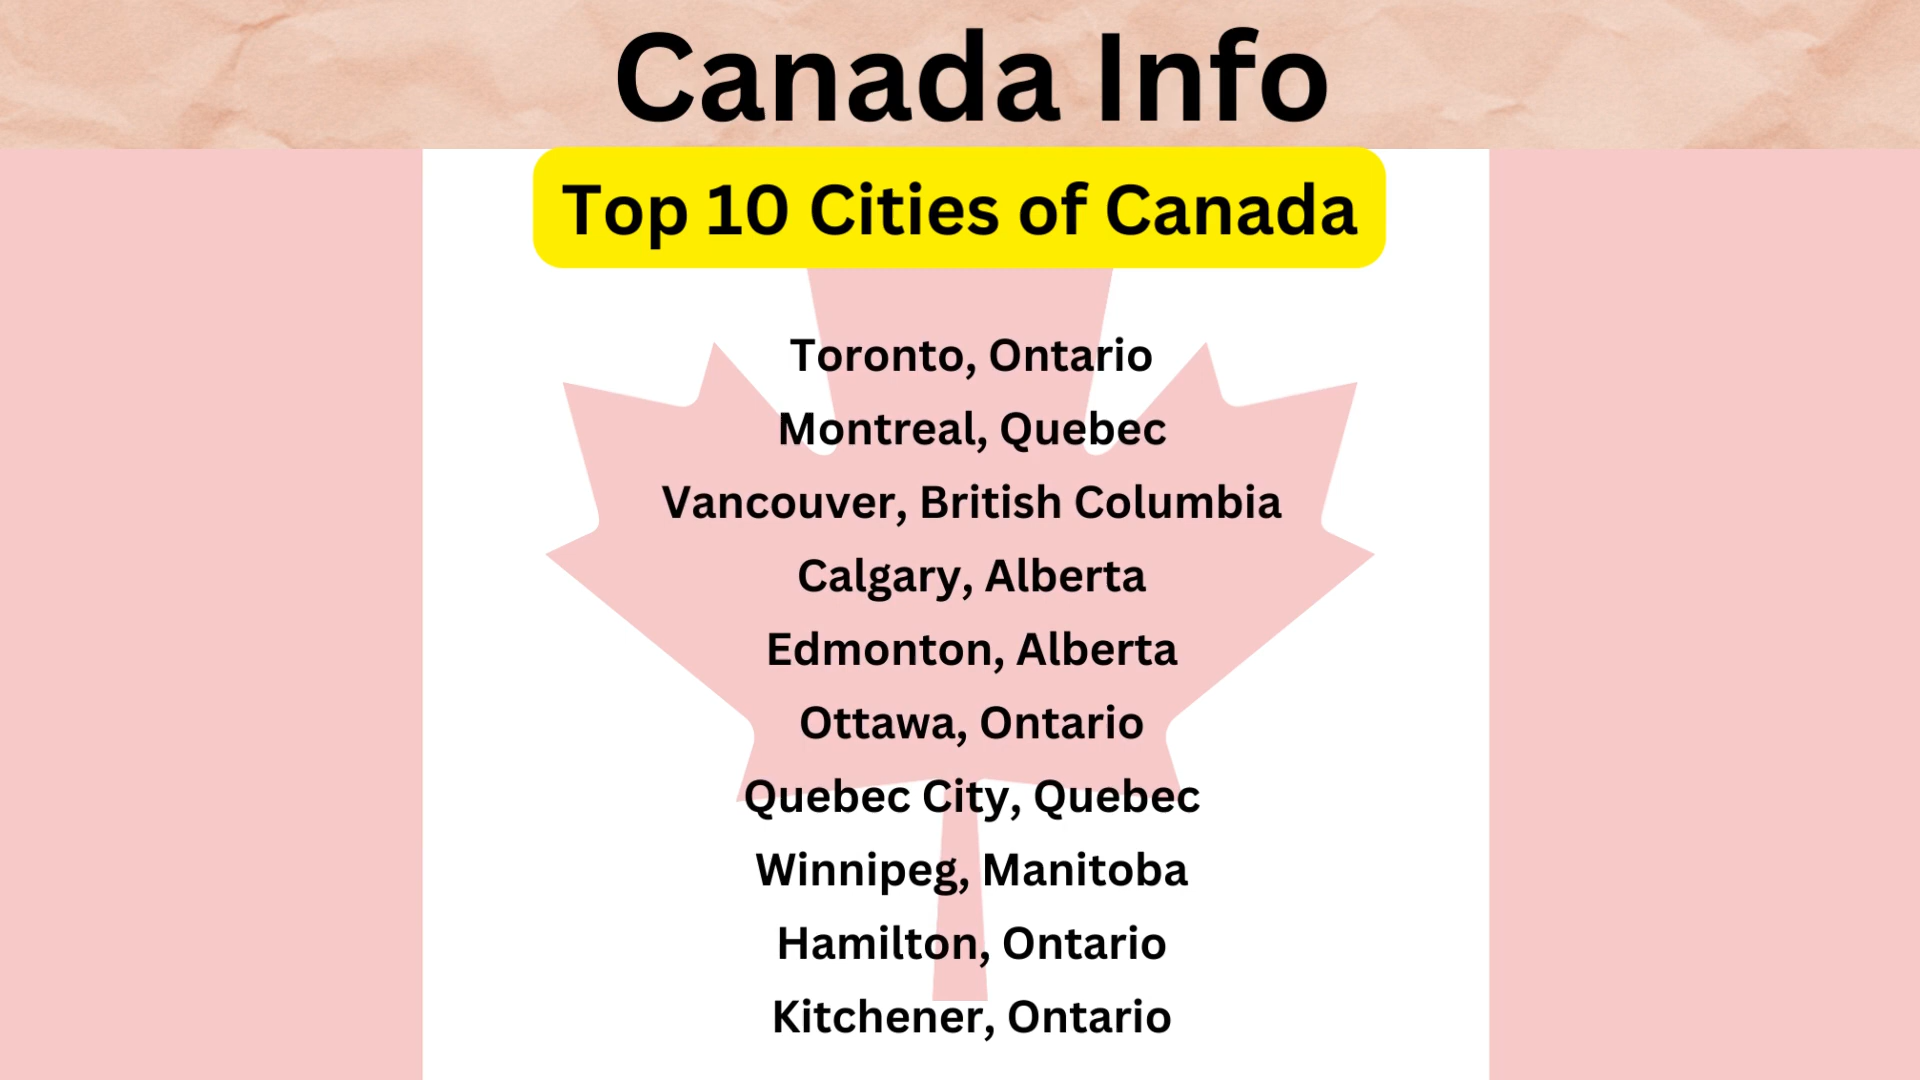 Canada Info
Top 10 Cities of Canada
Toronto, Ontario
Montreal, Quebec
Vancouver, British Columbia
Calgary, Alberta
Edmonton, Alberta
Ottawa, Ontario
Quebec City, Quebec
Winnipeg, Manitoba
Hamilton, Ontario
Kitchener, Ontario